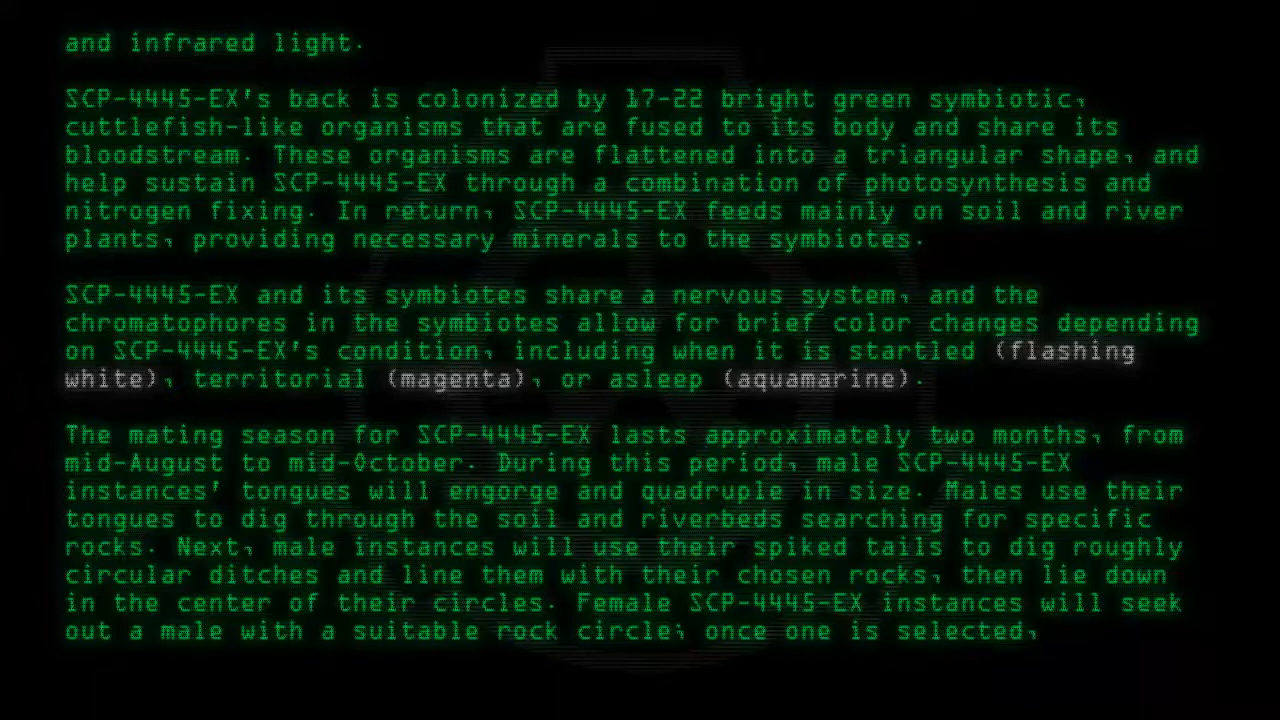 and infrared light.
SCP-4445-EX's back is colonized by 17-22 bright green symbiotic,
cuttlefish-like organisms that are fused to its body and share its
bloodstream. These organisms are flattened into a triangular shape, and
help sustain SCP-4445-EX through a combination of photosynthesis and
nitrogen fixing. In return, SCP-4445-EX feeds mainly on soil and river
plants, providing necessary minerals to the symbiotes.
SCP-4445-EX and its symbiotes share a nervous system, and the
chromatophores in the symbiotes allow for brief color changes depending
on SCP-4445-EX's condition, including when it is startled (flashing
white), territorial (magenta), or asleep (aquamarine).
The mating season for SCP-4445-EX lasts approximately two months, from
mid-August to mid-October. During this period, male SCP-4445-EX
instances' tongues will engorge and quadruple in size. Males use their
tongues to dig through the soil and riverbeds searching for specific
rocks. Next, male instances will use their spiked tails to dig roughly
circular ditches and line them with their chosen rocks, then lie down
in the center of their circles. Female SCP-4445-EX instances will seek
out a male with a suitable rock circle; once one is selected,